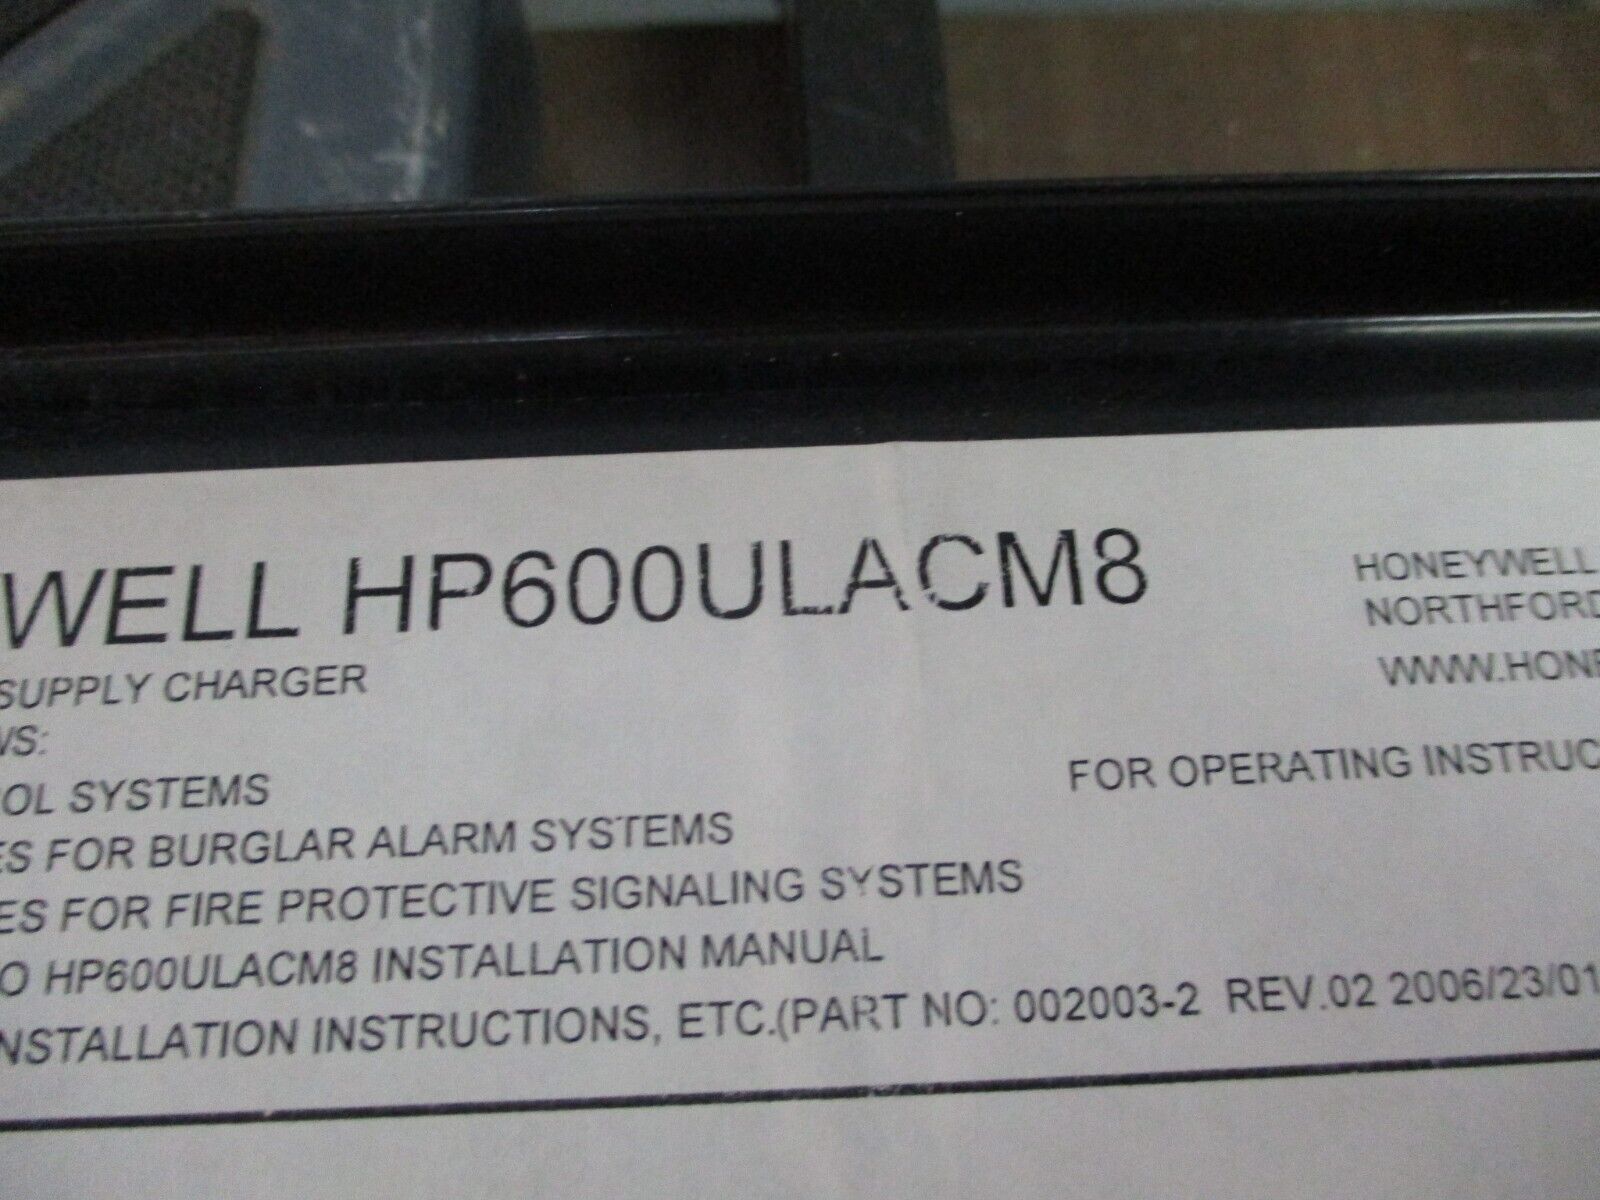 WELL HP600ULACM8
SUPPLY CHARGER
WS:
OL SYSTEMS
ES FOR BURGLAR ALARM SYSTEMS
ES FOR FIRE PROTECTIVE SIGNALING SYSTEMS
O HP600ULACM8 INSTALLATION MANUAL
NSTALLATION INSTRUCTIONS, ETC.(PART NO: 002003-2 REV.02 2006/23/01
HONEYWELL
NORTHFORD
WWW.HONE
FOR OPERATING INSTRUC